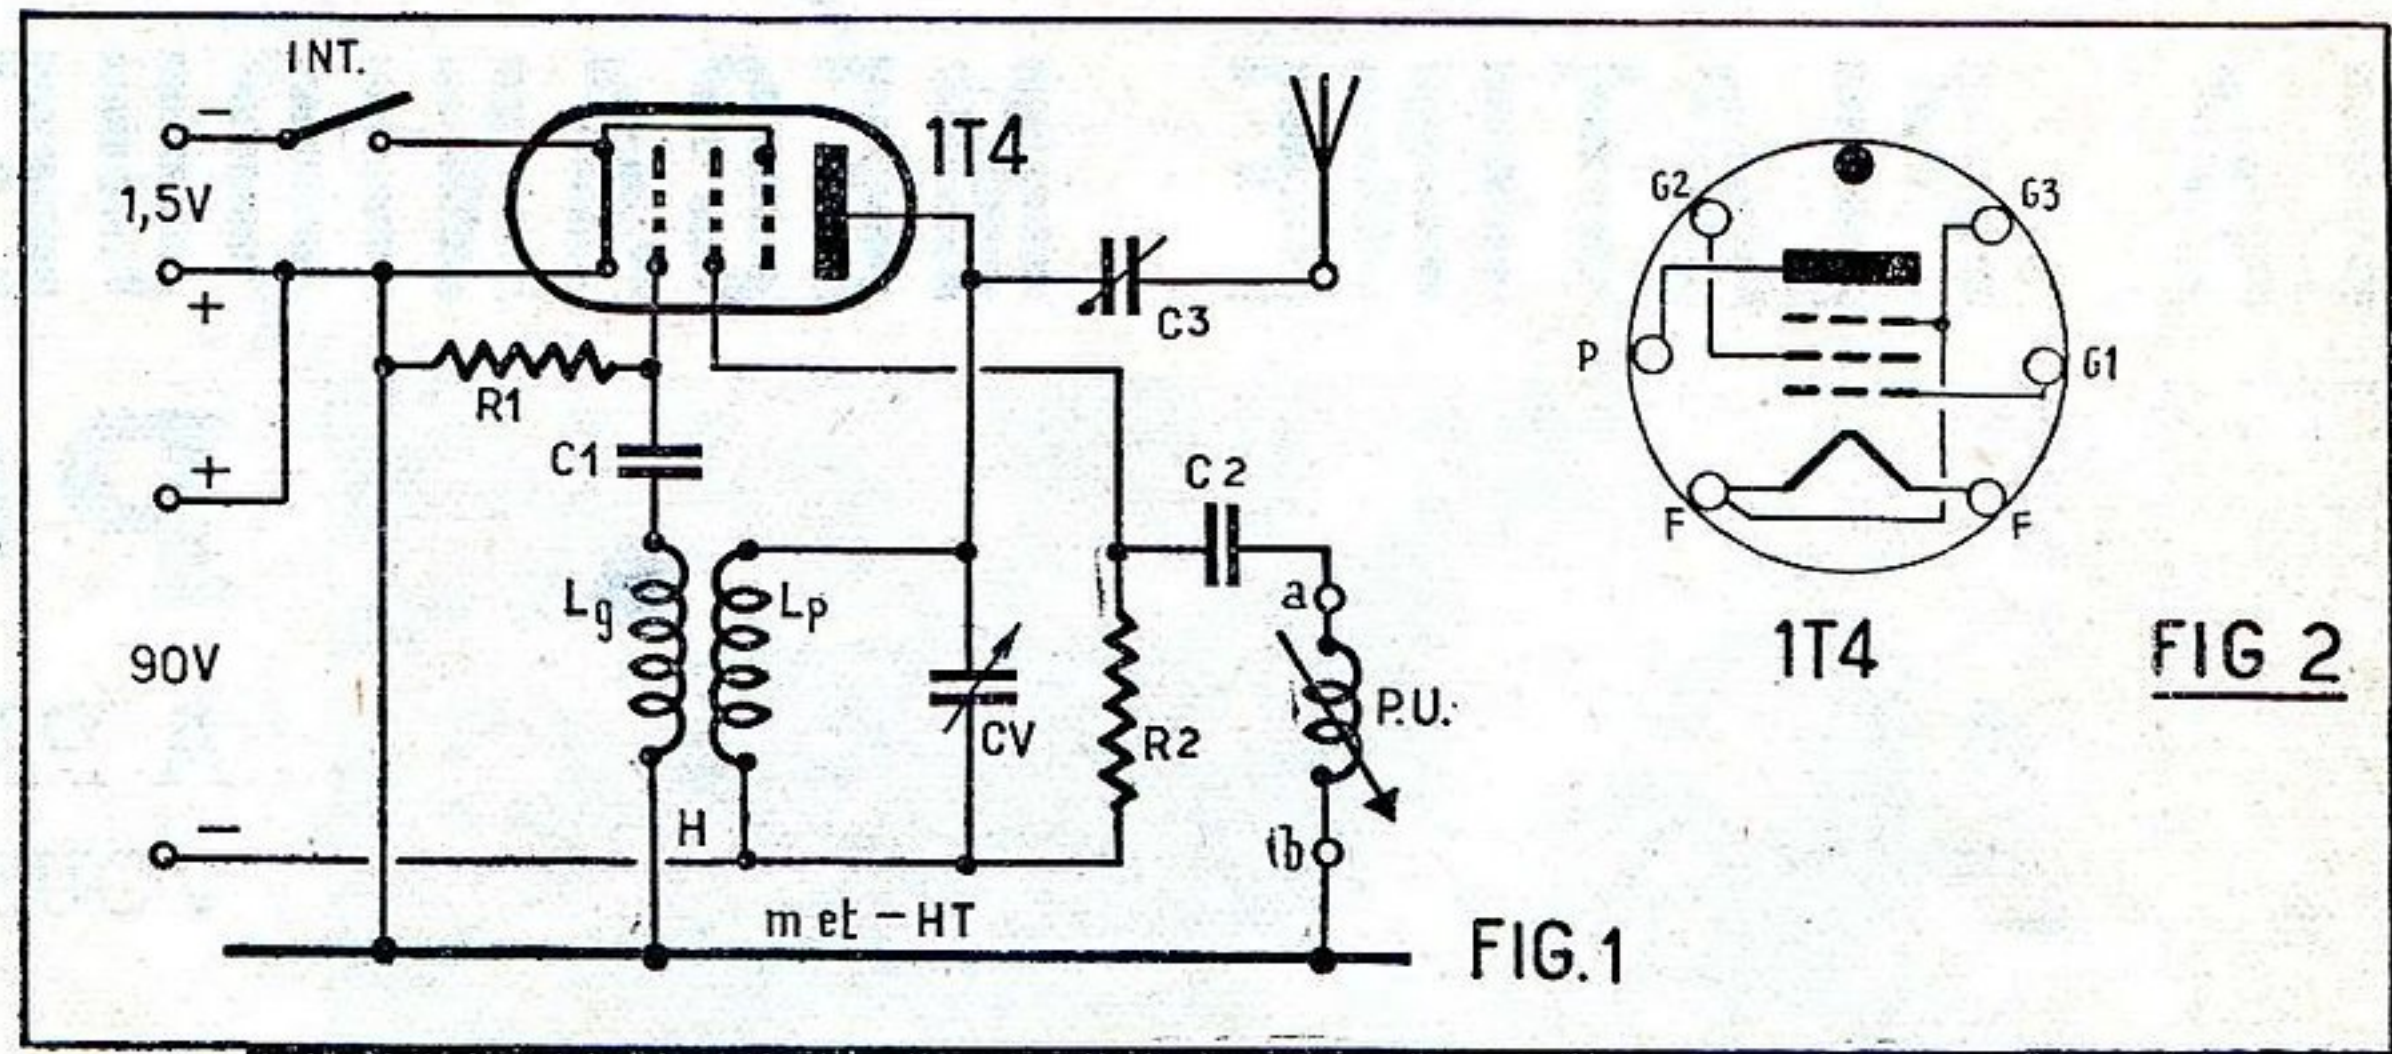 INT.
−
1,5V
+
+
90V
−
1T4
C3
R1
C1
Lg
Lp
H
CV
C2
a
P.U.
R2
b
m et −HT
FIG.1
G2
G3
P
G1
F
F
1T4
FIG 2